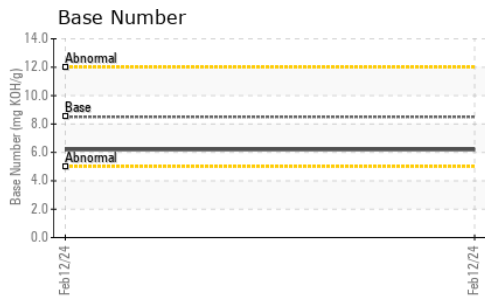 Base Number
14.0
Abnormal
12.0
10.0
Base
8.0
6.0
Abnormal
4.0
2.0
0.0
Base Number (mg KOH/g)
Feb12/24
Feb12/24